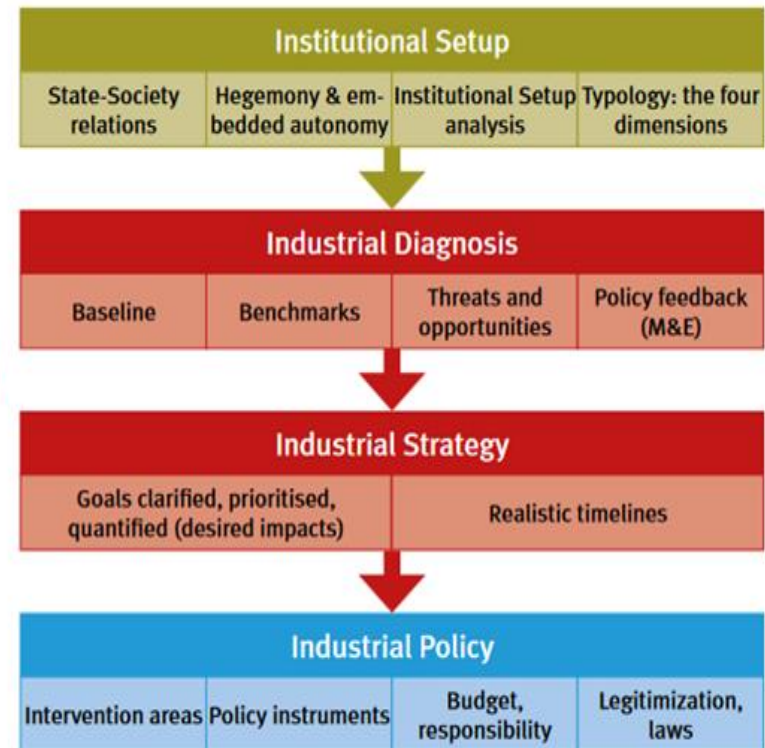 Institutional Setup
State-Society
relations
Hegemony & em-
bedded autonomy
Institutional Setup
analysis
Typology: the four
dimensions
Industrial Diagnosis
Baseline
Benchmarks
Threats and
opportunities
Policy feedback
(M&E)
Industrial Strategy
Goals clarified, prioritised,
quantified (desired impacts)
Realistic timelines
Industrial Policy
Intervention areas
Policy instruments
Budget,
responsibility
Legitimization,
laws